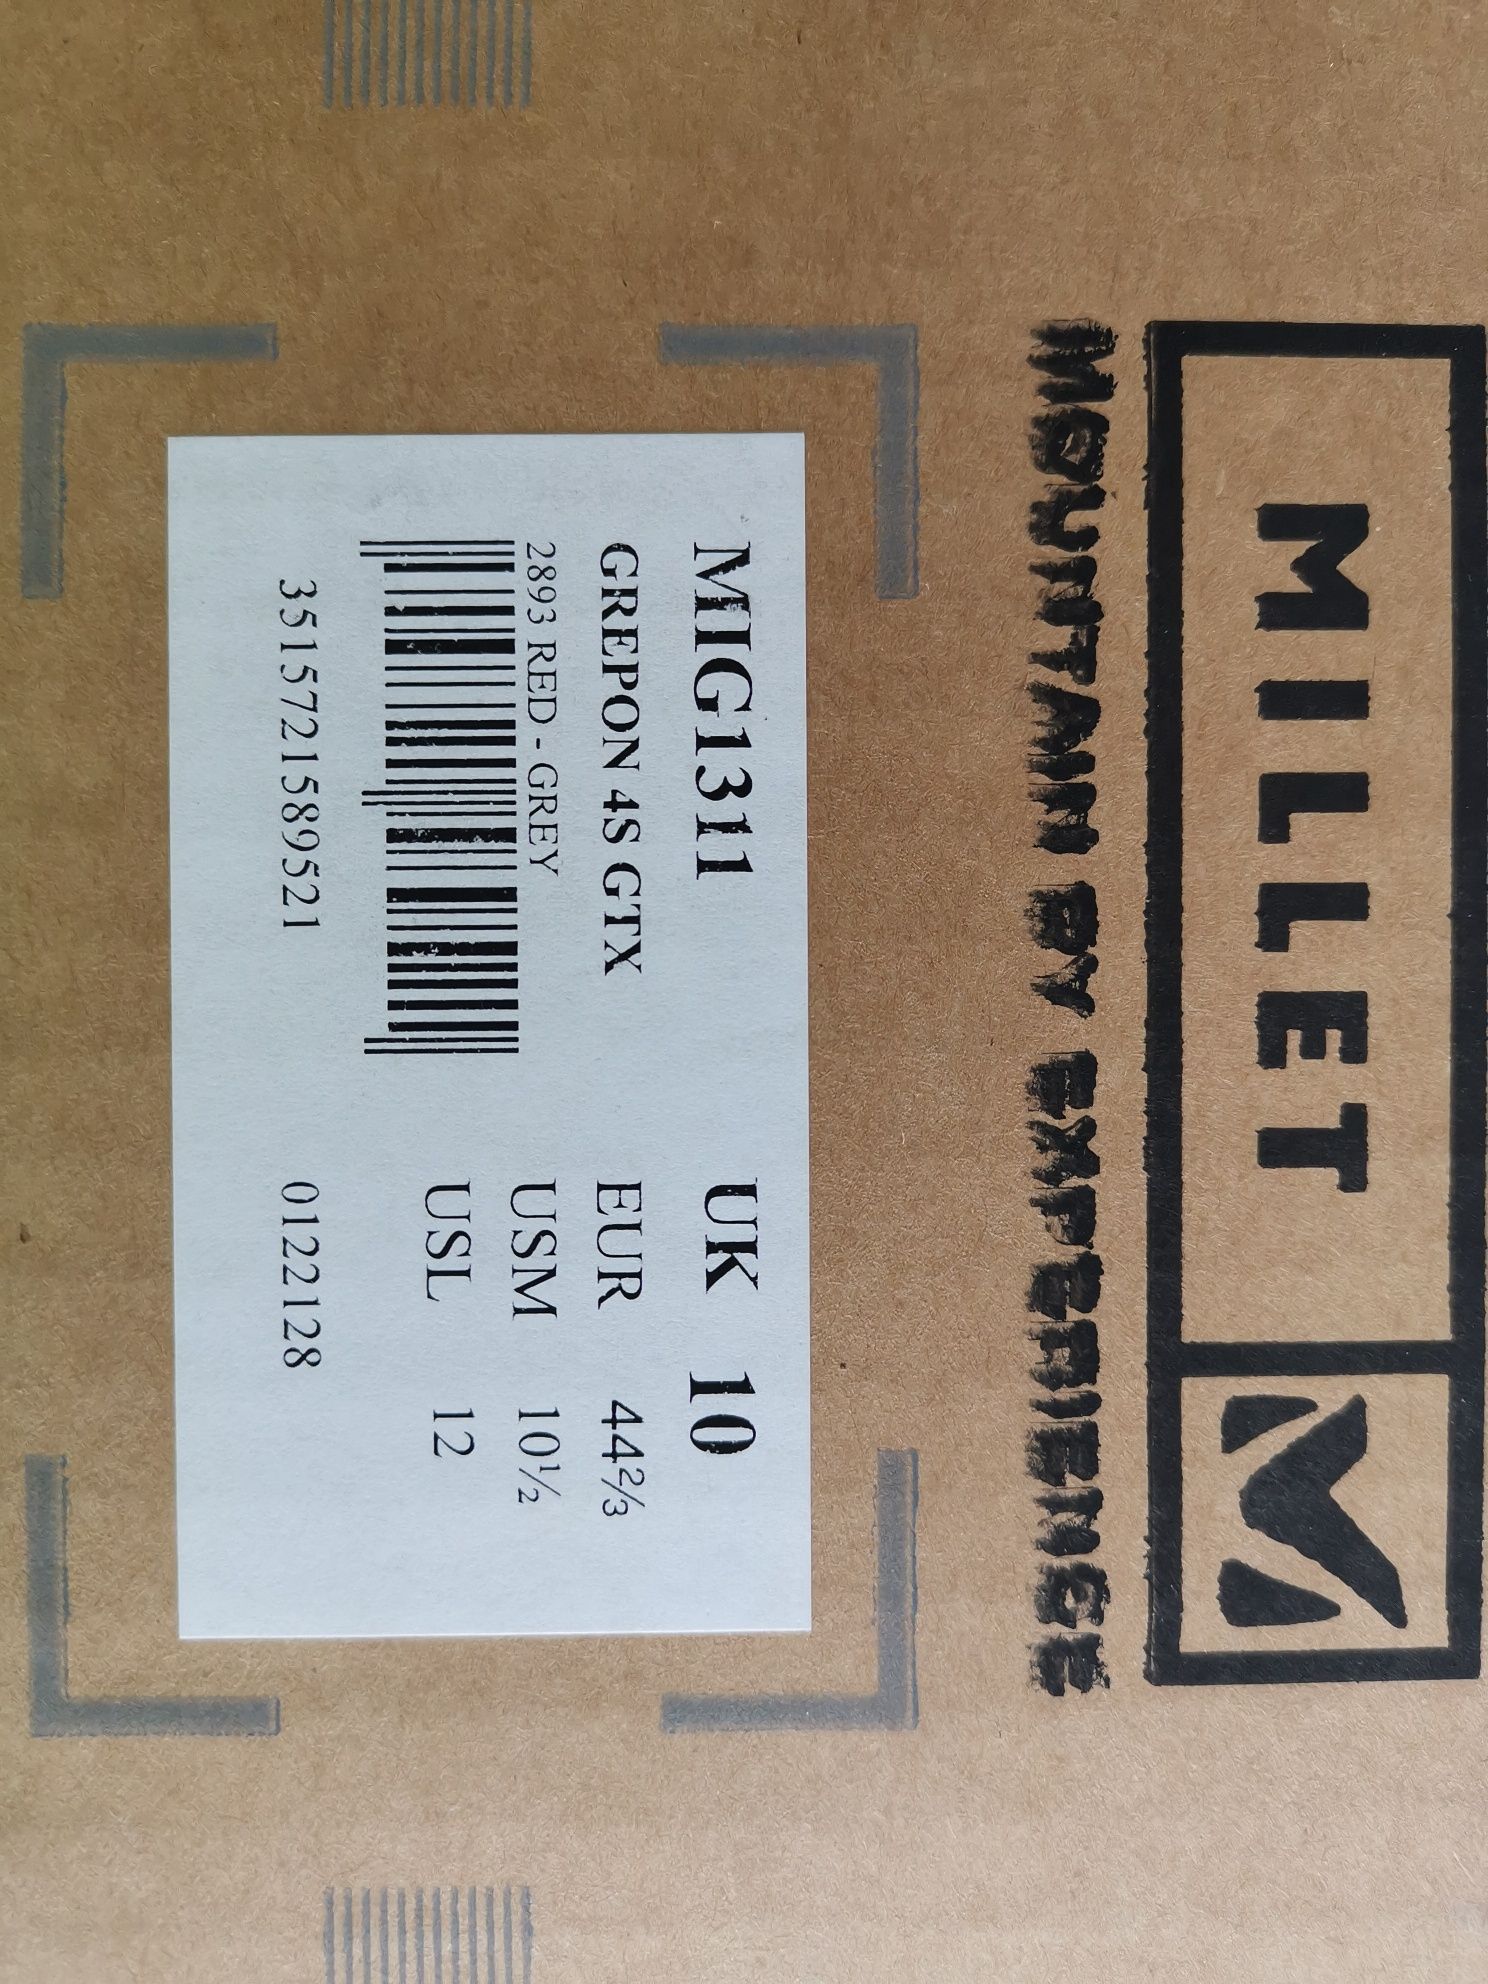 MILLET
MOUNTAIN BY EXPERIENCE
MIG1311
GREPON 4S GTX
2893 RED - GREY
3515721589521
UK 10
EUR 44⅔
USM 10½
USL 12
0122128